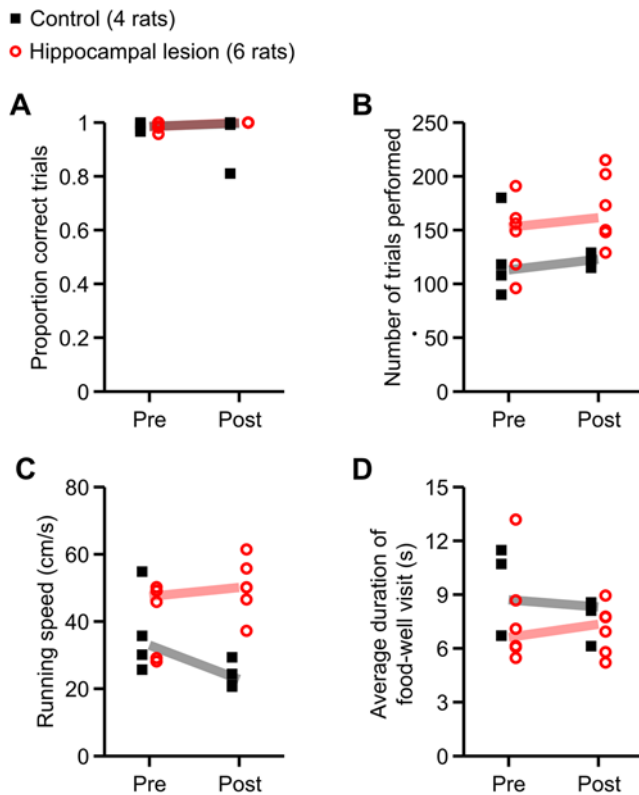 Control (4 rats)
Hippocampal lesion (6 rats)
A
Proportion correct trials
1
0.8
0.6
0.4
0.2
0
Pre
Post
B
Number of trials performed
250
200
150
100
50
0
Pre
Post
C
Running speed (cm/s)
80
60
40
20
0
Pre
Post
D
Average duration of
food-well visit (s)
15
12
9
6
3
0
Pre
Post